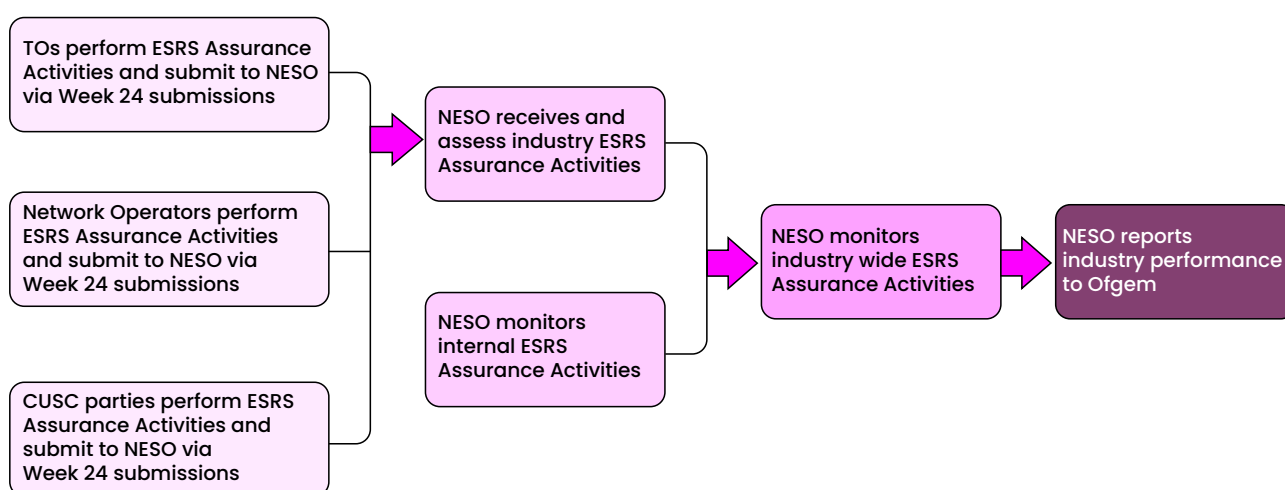 TOs perform ESRS Assurance
Activities and submit to NESO
via Week 24 submissions
Network Operators perform
ESRS Assurance Activities
and submit to NESO via
Week 24 submissions
CUSC parties perform ESRS
Assurance Activities and
submit to NESO via
Week 24 submissions
NESO receives and
assess industry ESRS
Assurance Activities
NESO monitors
internal ESRS
Assurance Activities
NESO monitors
industry wide ESRS
Assurance Activities
NESO reports
industry performance
to Ofgem